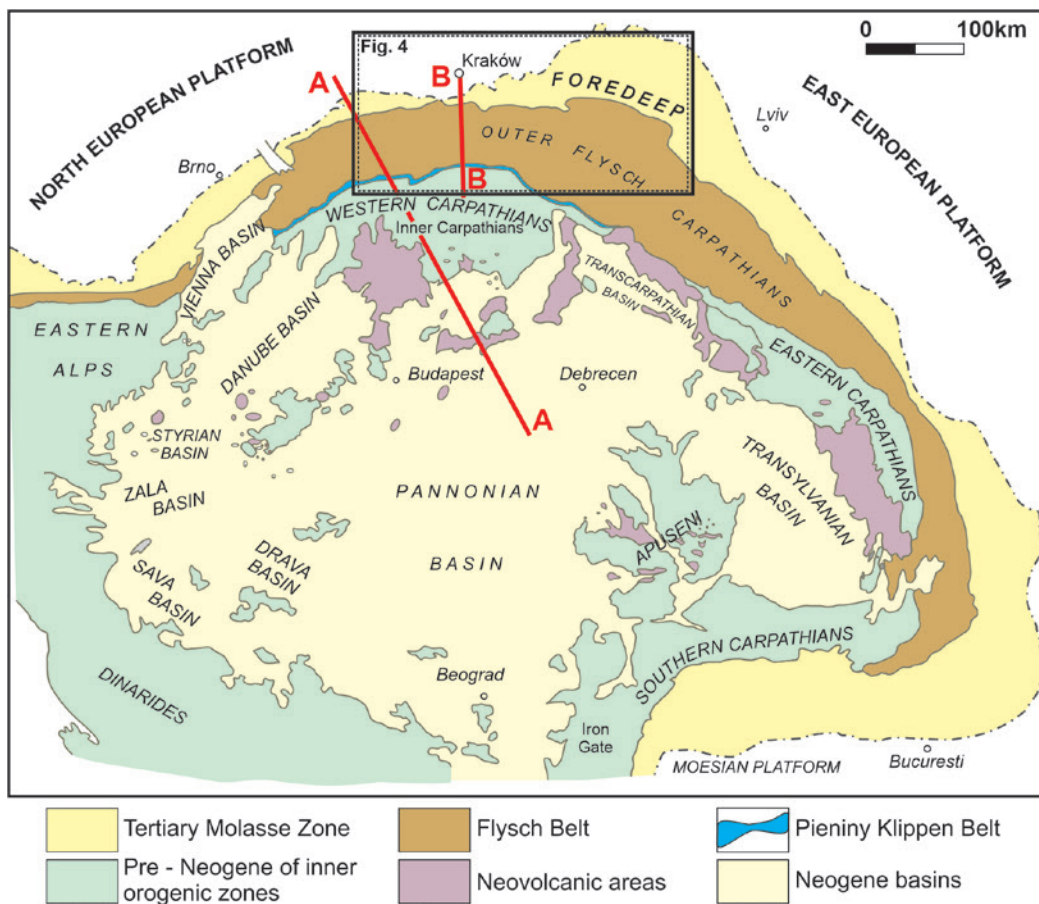 0 100km
Fig. 4
Kraków
A
B
FOREDEEP
NORTH EUROPEAN PLATFORM
EAST EUROPEAN PLATFORM
Lviv
OUTER FLYSCH
CARPATHIANS
Brno
B
WESTERN CARPATHIANS
Inner Carpathians
VIENNA BASIN
TRANSCARPATHIAN
BASIN
EASTERN
ALPS
DANUBE BASIN
EASTERN CARPATHIANS
Budapest
Debrecen
A
STYRIAN
BASIN
ZALA
BASIN
PANNONIAN
BASIN
TRANSYLVANIAN
BASIN
APUSENI
DRAVA
BASIN
SAVA
BASIN
SOUTHERN CARPATHIANS
Beograd
DINARIDES
Iron
Gate
MOESIAN PLATFORM
Bucuresti
Tertiary Molasse Zone
Flysch Belt
Pieniny Klippen Belt
Pre - Neogene of inner
orogenic zones
Neovolcanic areas
Neogene basins